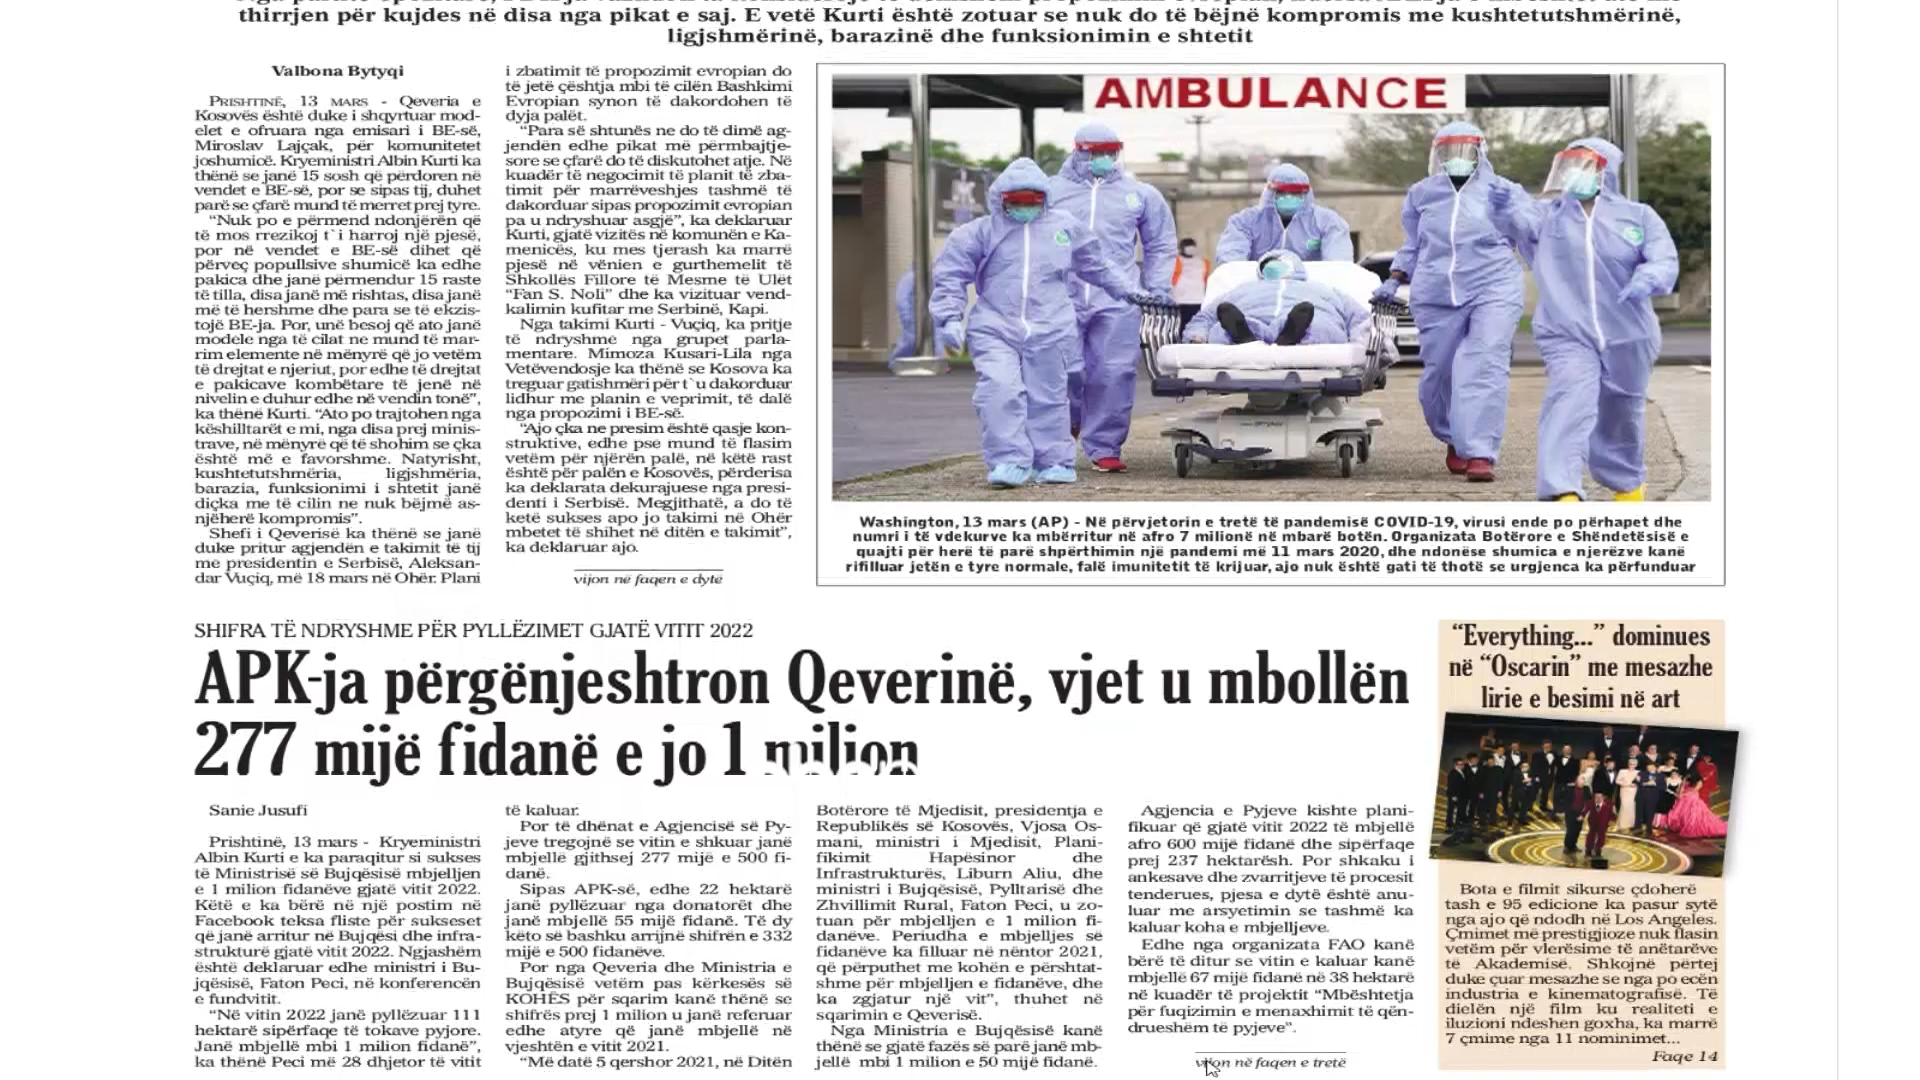 thirrjen për kujdes në disa nga pikat e saj. E vetë Kurti është zotuar se nuk do të bëjnë kompromis me kushtetutshmërinë,
ligjshmërinë, barazinë dhe funksionimin e shtetit
Valbona Bytyqi
PRISHTINË, 13 MARS - Qeveria e
Kosovës është duke i shqyrtuar mod-
elet e ofruara nga emisari i BE-së,
Miroslav Lajçak, për komunitetet
joshumicë. Kryeministri Albin Kurti ka
thënë se janë 15 sosh që përdoren në
vendet e BE-së, por se sipas tij, duhet
parë se çfarë mund të merret prej tyre.
“Nuk po e përmend ndonjërën që
të mos rrezikoj t`i harroj një pjesë,
por në vendet e BE-së dihet që
përveç popullsive shumicë ka edhe
pakica dhe janë përmendur 15 raste
të tilla, disa janë më rishtas, disa janë
më të hershme dhe para se të ekzis-
tojë BE-ja. Por, unë besoj që ato janë
modele nga të cilat ne mund të mar-
rim elemente në mënyrë që jo vetëm
të drejtat e njeriut, por edhe të drejtat
e pakicave kombëtare të jenë në
nivelin e duhur edhe në vendin tonë”,
ka thënë Kurti. “Ato po trajtohen nga
këshilltarët e mi, nga disa prej minis-
trave, në mënyrë që të shohim se çka
është më e favorshme. Natyrisht,
kushtetutshmëria, ligjshmëria,
barazia, funksionimi i shtetit janë
diçka me të cilin ne nuk bëjmë as-
njëherë kompromis”.
Shefi i Qeverisë ka thënë se janë
duke pritur agjendën e takimit të tij
me presidentin e Serbisë, Aleksan-
dar Vuçiq, më 18 mars në Ohër. Plani
i zbatimit të propozimit evropian do
të jetë çështja mbi të cilën Bashkimi
Evropian synon të dakordohen të
dyja palët.
“Para së shtunës ne do të dimë ag-
jendën edhe pikat më përmbajtje-
sore se çfarë do të diskutohet atje. Në
kuadër të negocimit të planit të zba-
timit për marrëveshjes tashmë të
dakorduar sipas propozimit evropian
pa u ndryshuar asgjë”, ka deklaruar
Kurti, gjatë vizitës në komunën e Ka-
menicës, ku mes tjerash ka marrë
pjesë në vënien e gurthemelit të
Shkollës Fillore të Mesme të Ulët
“Fan S. Noli” dhe ka vizituar vend-
kalimin kufitar me Serbinë, Kapi.
Nga takimi Kurti - Vuçiq, ka pritje
të ndryshme nga grupet parla-
mentare. Mimoza Kusari-Lila nga
Vetëvendosje ka thënë se Kosova ka
treguar gatishmëri për t`u dakorduar
lidhur me planin e veprimit, të dalë
nga propozimi i BE-së.
“Ajo çka ne presim është qasje kon-
struktive, edhe pse mund të flasim
vetëm për njërën palë, në këtë rast
është për palën e Kosovës, përderisa
ka deklarata dekurajuese nga presi-
denti i Serbisë. Megjithatë, a do të
ketë sukses apo jo takimi në Ohër
mbetet të shihet në ditën e takimit”,
ka deklaruar ajo.
vijon në faqen e dytë
AMBULANCE
Washington, 13 mars (AP) - Në përvjetorin e tretë të pandemisë COVID-19, virusi ende po përhapet dhe
numri i të vdekurve ka mbërritur në afro 7 milionë në mbarë botën. Organizata Botërore e Shëndetësisë e
quajti për herë të parë shpërthimin një pandemi më 11 mars 2020, dhe ndonëse shumica e njerëzve kanë
rifilluar jetën e tyre normale, falë imunitetit të krijuar, ajo nuk është gati të thotë se urgjenca ka përfunduar
SHIFRA TË NDRYSHME PËR PYLLËZIMET GJATË VITIT 2022
APK-ja përgënjeshtron Qeverinë, vjet u mbollën
277 mijë fidanë e jo 1 milion
Sanie Jusufi
Prishtinë, 13 mars - Kryeministri
Albin Kurti e ka paraqitur si sukses
të Ministrisë së Bujqësisë mbjelljen
e 1 milion fidanëve gjatë vitit 2022.
Këtë e ka bërë në një postim në
Facebook teksa fliste për sukseset
që janë arritur në Bujqësi dhe infra-
strukturë gjatë vitit 2022. Ngjashëm
është deklaruar edhe ministri i Bu-
jqësisë, Faton Peci, në konferencën
e fundvitit.
“Në vitin 2022 janë pyllëzuar 111
hektarë sipërfaqe të tokave pyjore.
Janë mbjellë mbi 1 milion fidanë”,
ka thënë Peci më 28 dhjetor të vitit
të kaluar.
Por të dhënat e Agjencisë së Py-
jeve tregojnë se vitin e shkuar janë
mbjellë gjithsej 277 mijë e 500 fi-
danë.
Sipas APK-së, edhe 22 hektarë
janë pyllëzuar nga donatorët dhe
janë mbjellë 55 mijë fidanë. Të dy
këto së bashku arrijnë shifrën e 332
mijë e 500 fidanëve.
Por nga Qeveria dhe Ministria e
Bujqësisë vetëm pas kërkesës së
KOHËS për sqarim kanë thënë se
shifrës prej 1 milion u janë referuar
edhe atyre që janë mbjellë në
vjeshtën e vitit 2021.
“Më datë 5 qershor 2021, në Ditën
Botërore të Mjedisit, presidentja e
Republikës së Kosovës, Vjosa Os-
mani, ministri i Mjedisit, Plani-
fikimit Hapësinor dhe
Infrastrukturës, Liburn Aliu, dhe
ministri i Bujqësisë, Pylltarisë dhe
Zhvillimit Rural, Faton Peci, u zo-
tuan për mbjelljen e 1 milion fi-
danëve. Periudha e mbjelljes së
fidanëve ka filluar në nëntor 2021,
që përputhet me kohën e përshtat-
shme për mbjelljen e fidanëve, dhe
ka zgjatur një vit”, thuhet në
sqarimin e Qeverisë.
Nga Ministria e Bujqësisë kanë
thënë se gjatë fazës së parë janë mb-
jellë mbi 1 milion e 50 mijë fidanë.
Agjencia e Pyjeve kishte plani-
fikuar që gjatë vitit 2022 të mbjellë
afro 600 mijë fidanë dhe sipërfaqe
prej 237 hektarësh. Por shkaku i
ankesave dhe zvarritjeve të procesit
tenderues, pjesa e dytë është anu-
luar me arsyetimin se tashmë ka
kaluar koha e mbjelljeve.
Edhe nga organizata FAO kanë
bërë të ditur se vitin e kaluar kanë
mbjellë 67 mijë fidanë në 38 hektarë
në kuadër të projektit “Mbështetja
për fuqizimin e menaxhimit të qën-
drueshëm të pyjeve”.
vijon në faqen e tretë
“Everything...” dominues
në “Oscarin” me mesazhe
lirie e besimi në art
Bota e filmit sikurse çdoherë
tash e 95 edicione ka pasur sytë
nga ajo që ndodh në Los Angeles.
Çmimet më prestigjioze nuk flasin
vetëm për vlerësime të anëtarëve
të Akademisë. Shkojnë përtej
duke çuar mesazhe se nga po ecën
industria e kinematografisë. Të
dielën një film ku realiteti e
iluzioni ndeshen goxha, ka marrë
7 çmime nga 11 nominimet...
Faqe 14